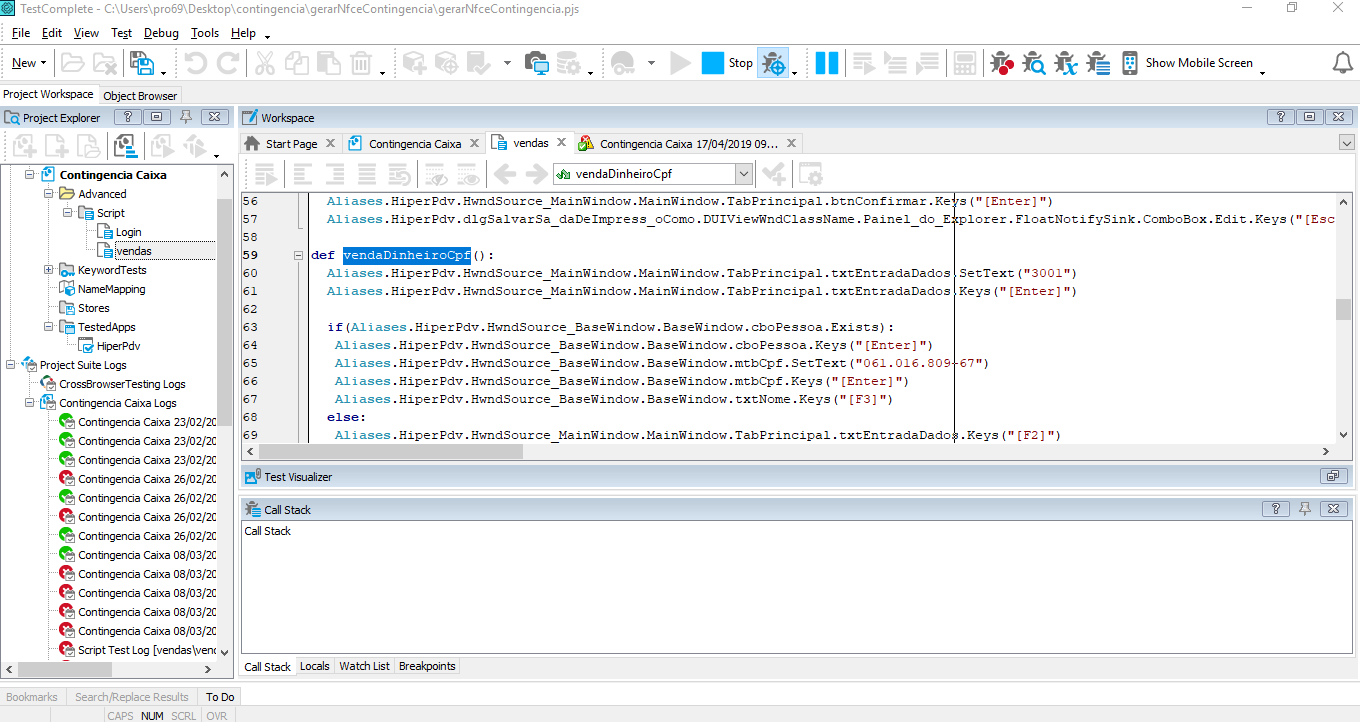 TestComplete - C:\Users\pro69\Desktop\contingencia\gerarNfceContingencia\gerarNfceContingencia.pjs
File Edit View Test Debug Tools Help
New Stop Show Mobile Screen
Project Workspace Object Browser
Project Explorer
Contingencia Caixa
Advanced
Script
Login
vendas
KeywordTests
NameMapping
Stores
TestedApps
HiperPdv
Project Suite Logs
CrossBrowserTesting Logs
Contingencia Caixa Logs
Contingencia Caixa 23/02/20
Contingencia Caixa 23/02/20
Contingencia Caixa 23/02/20
Contingencia Caixa 26/02/20
Contingencia Caixa 26/02/20
Contingencia Caixa 26/02/20
Contingencia Caixa 26/02/20
Contingencia Caixa 08/03/20
Contingencia Caixa 08/03/20
Contingencia Caixa 08/03/20
Contingencia Caixa 08/03/20
Contingencia Caixa 08/03/20
Script Test Log [vendas\venc
Workspace
Start Page Contingencia Caixa vendas Contingencia Caixa 17/04/2019 09...
vendaDinheiroCpf
56 Aliases.HiperPdv.HwndSource_MainWindow.MainWindow.TabPrincipal.btnConfirmar.Keys("[Enter]")
57 Aliases.HiperPdv.dlgSalvarSa_daDeImpress_oComo.DUIViewWndClassName.Painel_do_Explorer.FloatNotifySink.ComboBox.Edit.Keys("[Esc
58
59 def vendaDinheiroCpf():
60 Aliases.HiperPdv.HwndSource_MainWindow.MainWindow.TabPrincipal.txtEntradaDados.SetText("3001")
61 Aliases.HiperPdv.HwndSource_MainWindow.MainWindow.TabPrincipal.txtEntradaDados.Keys("[Enter]")
62
63 if(Aliases.HiperPdv.HwndSource_BaseWindow.BaseWindow.cboPessoa.Exists):
64 Aliases.HiperPdv.HwndSource_BaseWindow.BaseWindow.cboPessoa.Keys("[Enter]")
65 Aliases.HiperPdv.HwndSource_BaseWindow.BaseWindow.mtbCpf.SetText("061.016.809-67")
66 Aliases.HiperPdv.HwndSource_BaseWindow.BaseWindow.mtbCpf.Keys("[Enter]")
67 Aliases.HiperPdv.HwndSource_BaseWindow.BaseWindow.txtNome.Keys("[F3]")
68 else:
69 Aliases.HiperPdv.HwndSource_MainWindow.MainWindow.TabPrincipal.txtEntradaDados.Keys("[F2]")
Test Visualizer
Call Stack
Call Stack
Call Stack Locals Watch List Breakpoints
Bookmarks Search/Replace Results To Do
CAPS NUM SCRL OVR